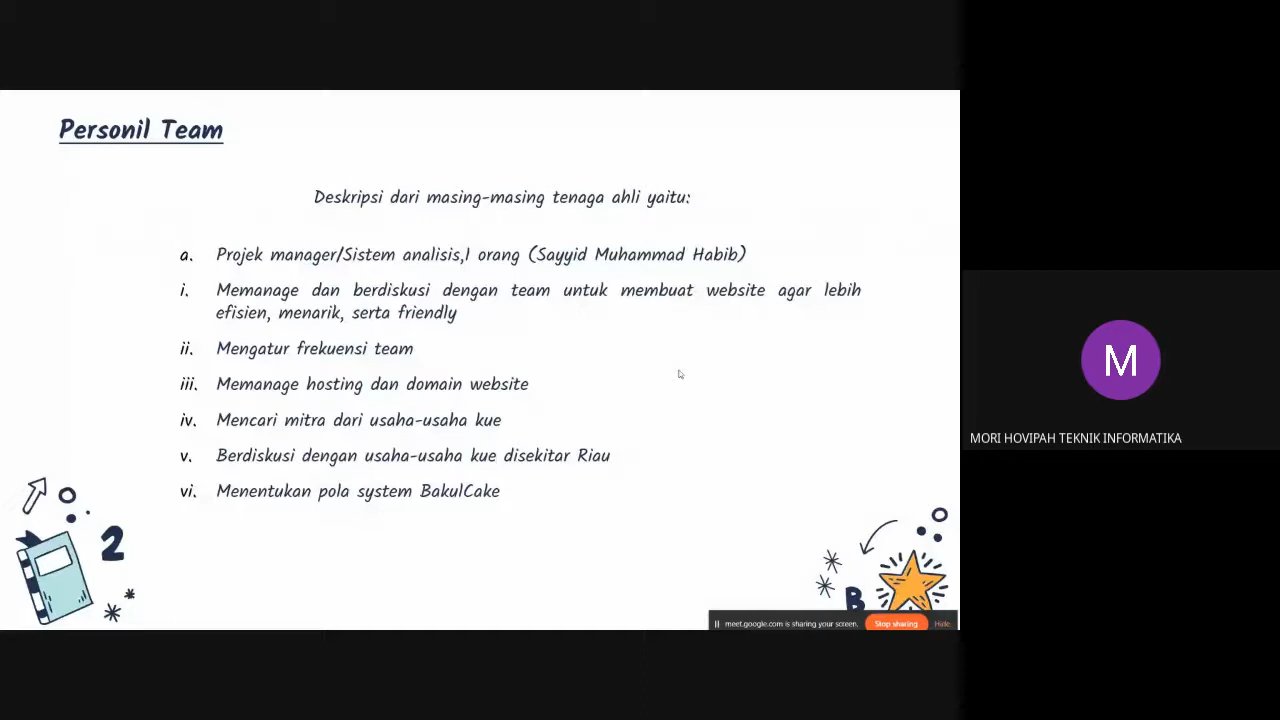 Personil Team
Deskripsi dari masing-masing tenaga ahli yaitu:
a. Projek manager/Sistem analisis,1 orang (Sayyid Muhammad Habib)
i. Memanage dan berdiskusi dengan team untuk membuat website agar lebih
efisien, menarik, serta friendly
ii. Mengatur frekuensi team
iii. Memanage hosting dan domain website
iv. Mencari mitra dari usaha-usaha kue
v. Berdiskusi dengan usaha-usaha kue disekitar Riau
vi. Menentukan pola system BakulCake
2
B
meet.google.com is sharing your screen. Stop sharing Hide
M
MORI HOVIPAH TEKNIK INFORMATIKA